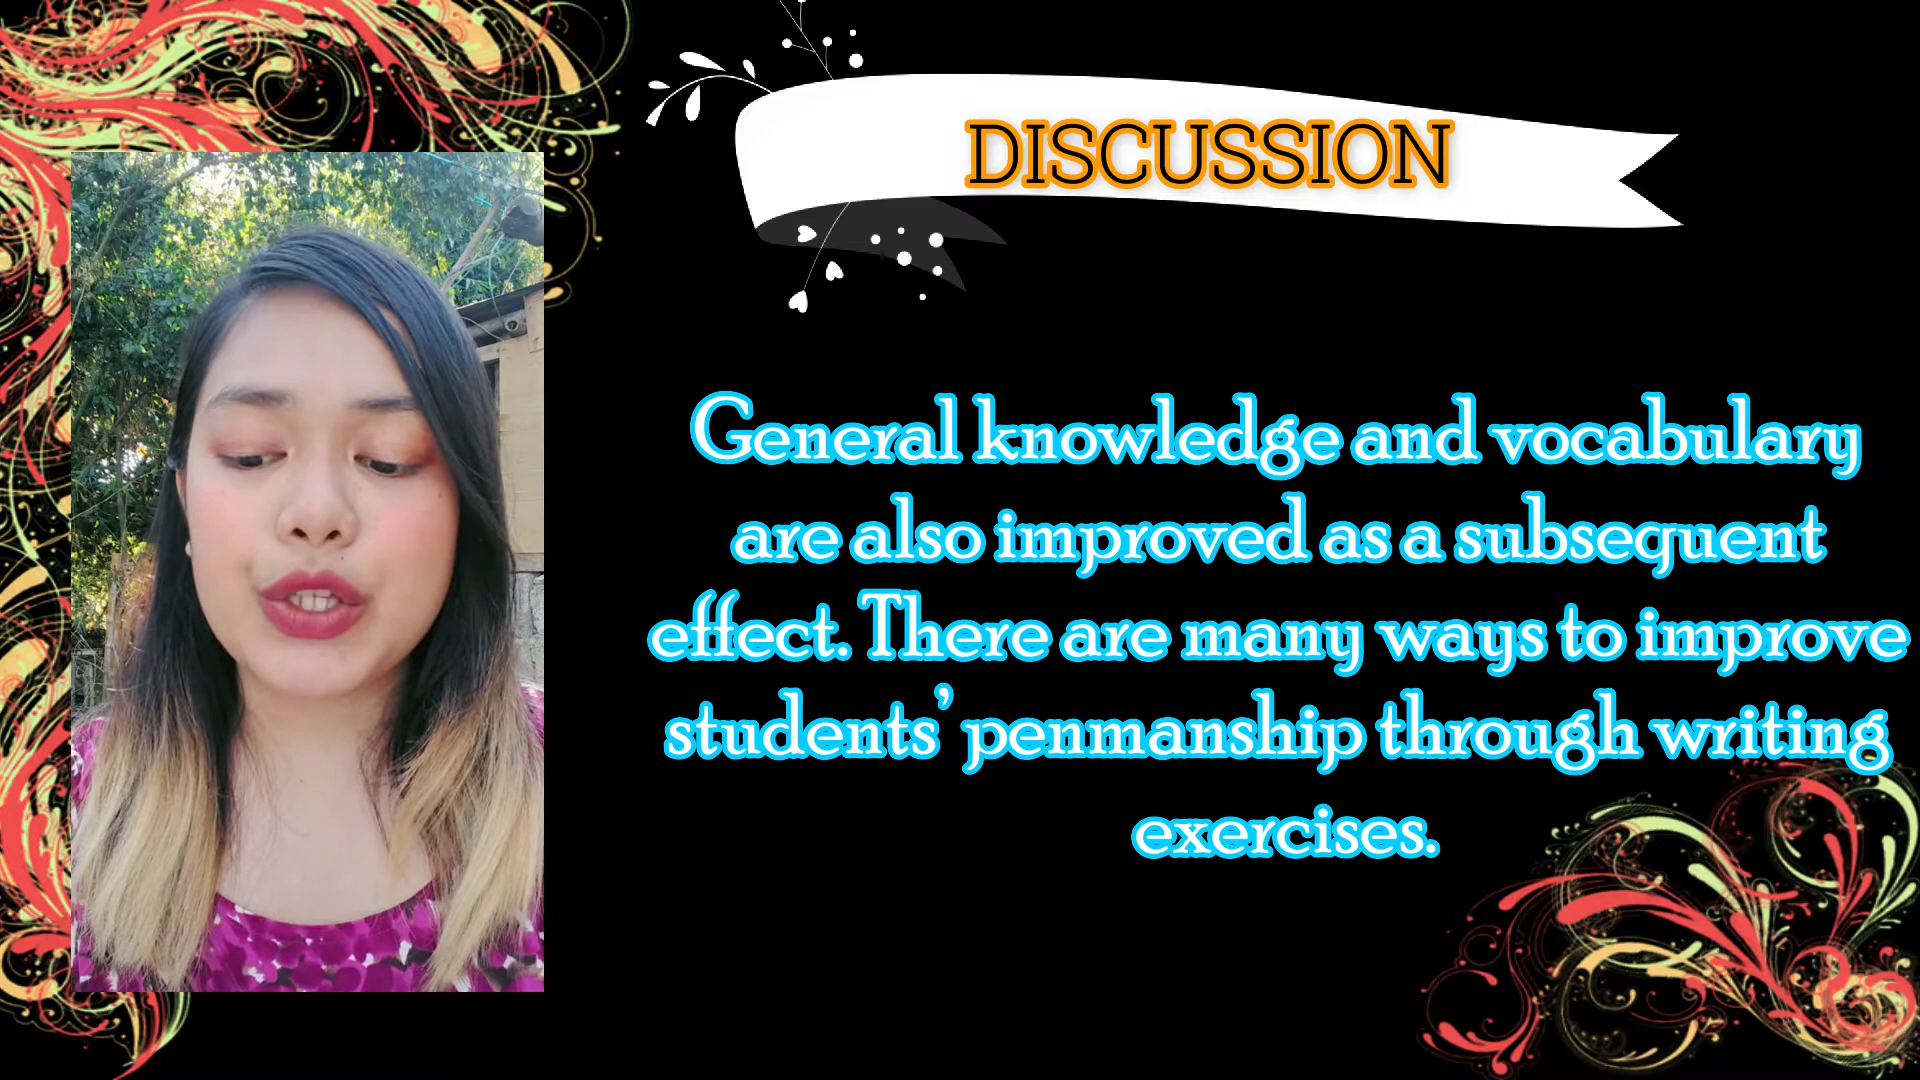 DISCUSSION
General knowledge and vocabulary
are also improved as a subsequent
effect. There are many ways to improve
students’ penmanship through writing
exercises.